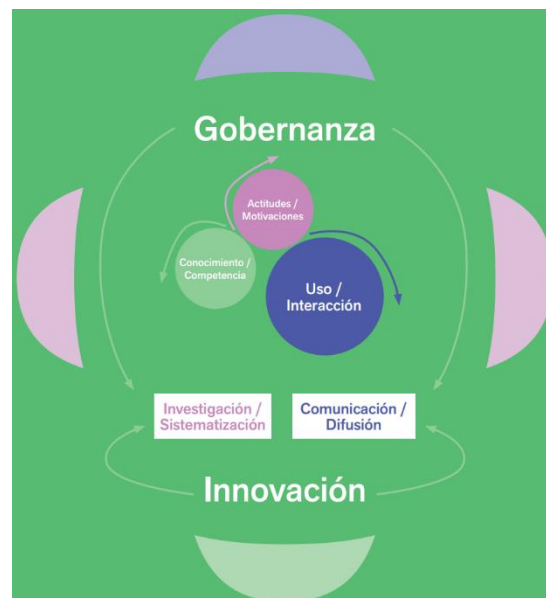 Gobernanza
Actitudes /
Motivaciones
Conocimiento /
Competencia
Uso /
Interacción
Investigación /
Sistematización
Comunicación /
Difusión
Innovación